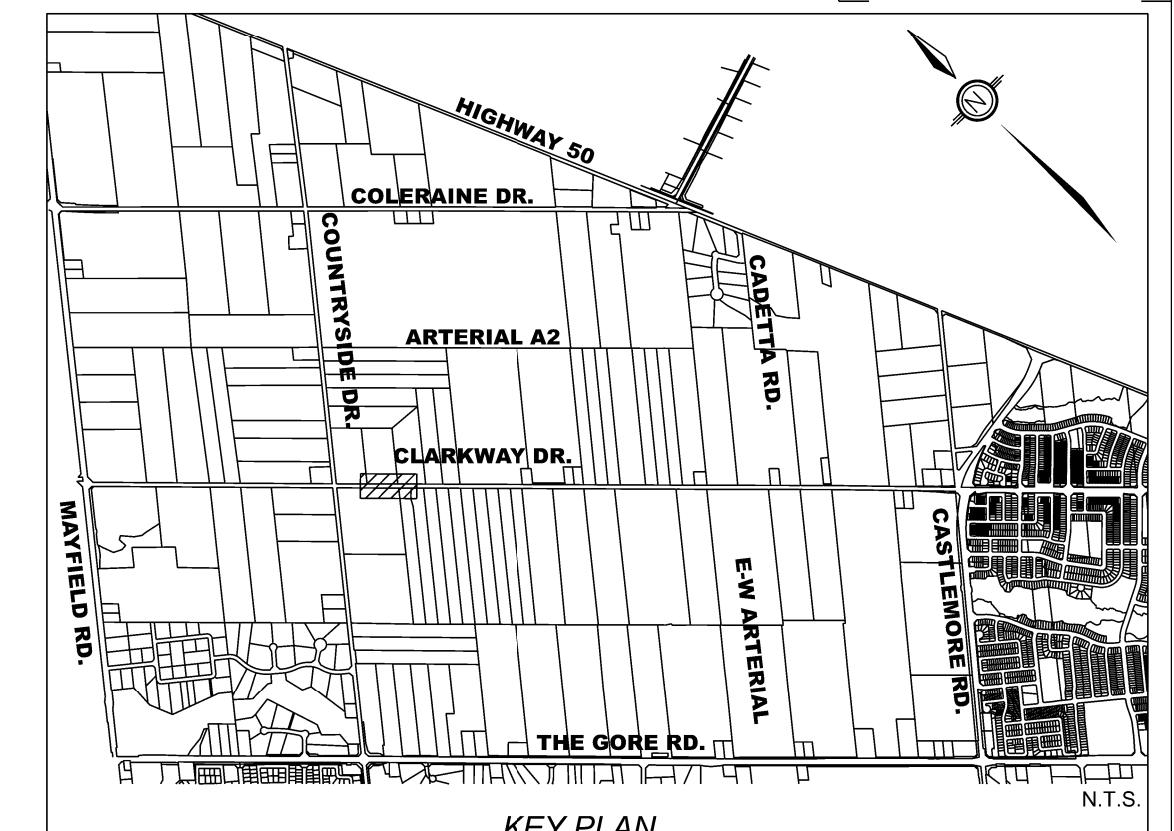 HIGHWAY 50
N
COLERAINE DR.
COUNTRYSIDE DR.
CADETTA RD.
ARTERIAL A2
CLARKWAY DR.
MAYFIELD RD.
CASTLEMORE RD.
E-W ARTERIAL
THE GORE RD.
N.T.S.
KEY PLAN